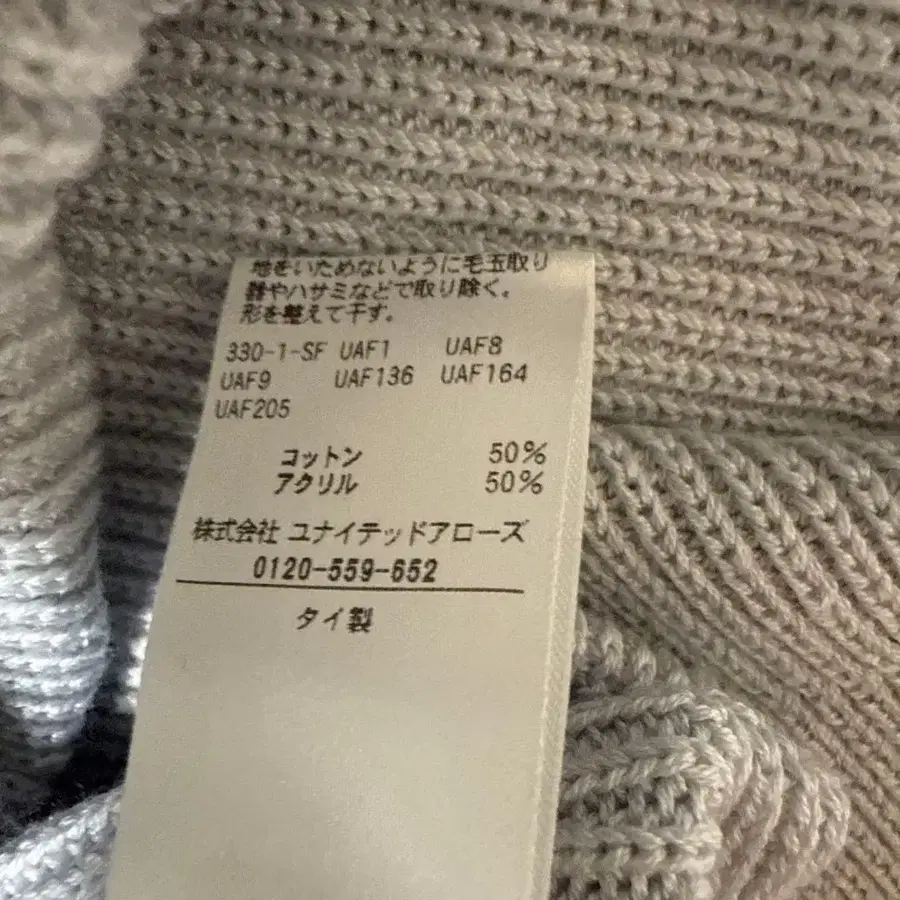 地をいためないように毛玉取り
器やハサミなどで取り除く。
形を整えて干す。
330-1-SF UAF1 UAF8
UAF9 UAF136 UAF164
UAF205
コットン 50%
アクリル 50%
株式会社 ユナイテッドアローズ
0120-559-652
タイ製